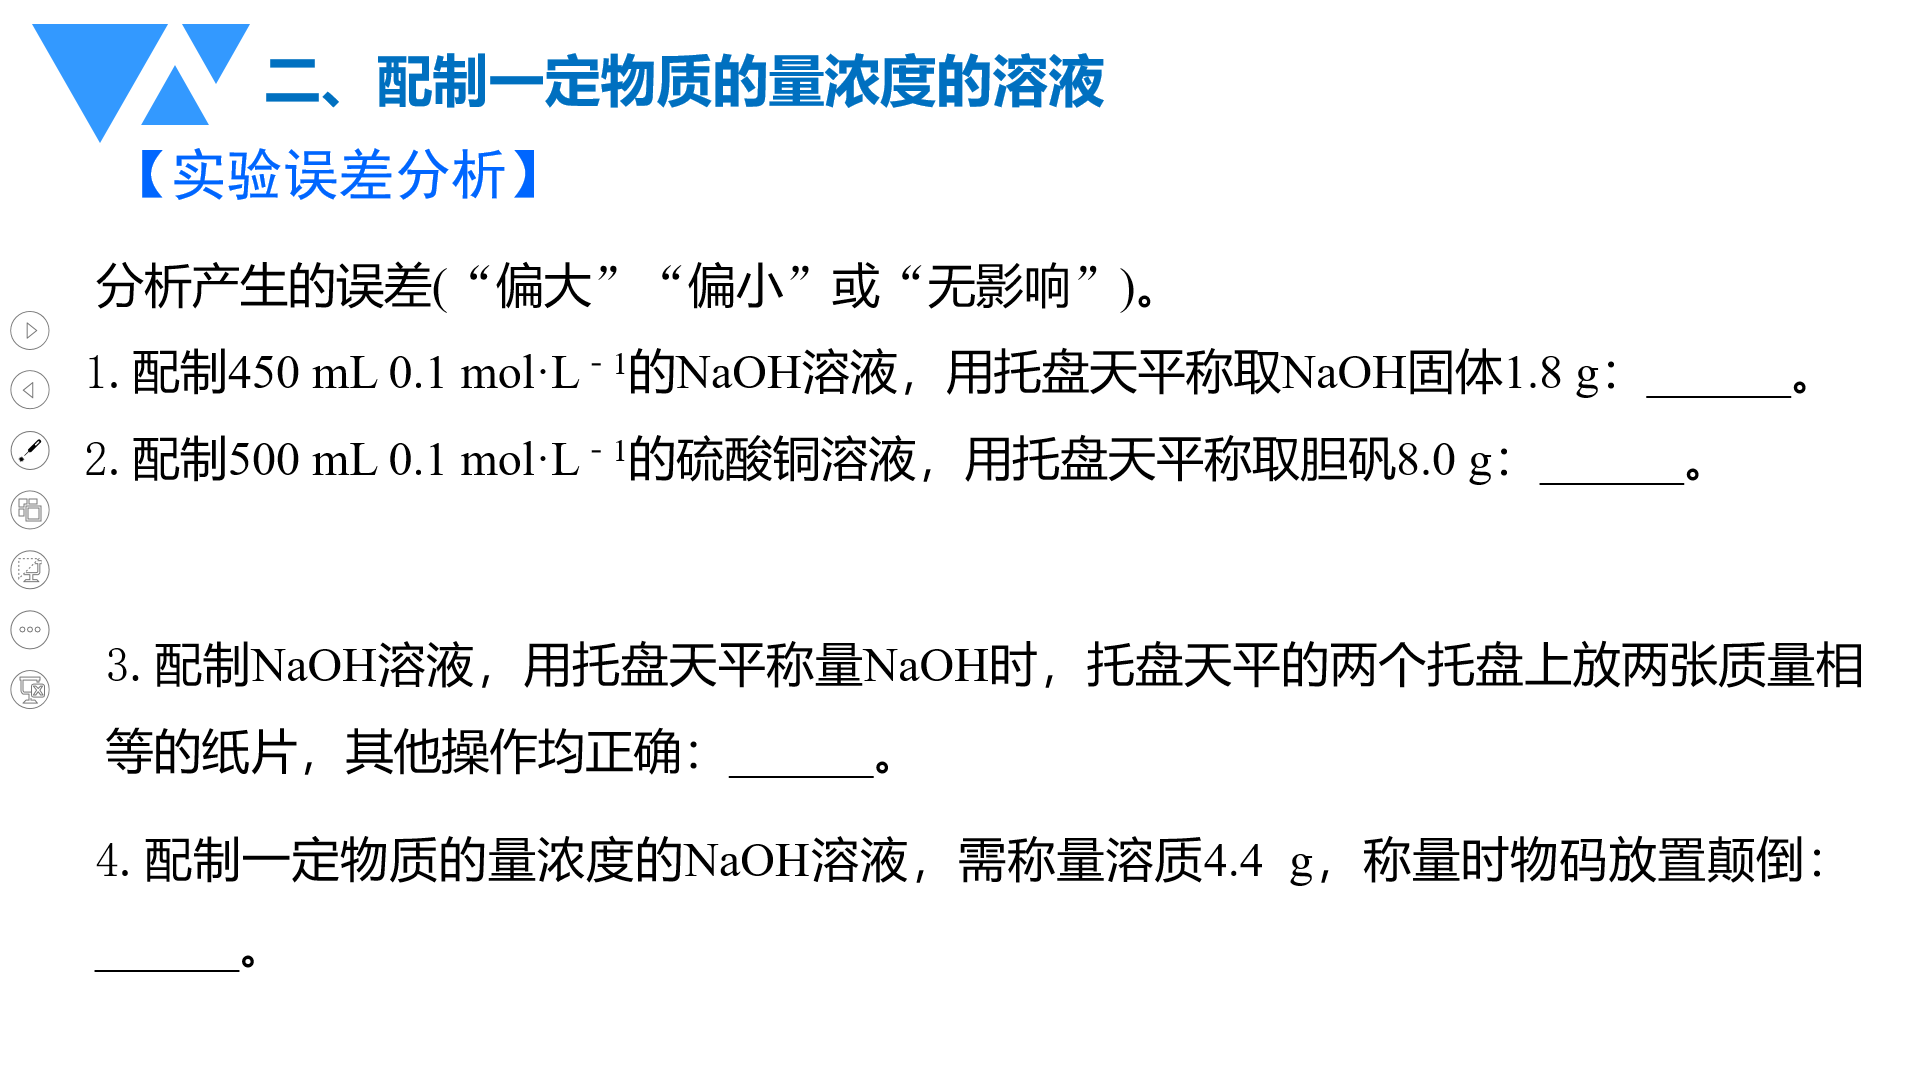 二、配制一定物质的量浓度的溶液
【实验误差分析】
分析产生的误差(“偏大”“偏小”或“无影响”)。
1. 配制450 mL 0.1 mol·L⁻¹的NaOH溶液，用托盘天平称取NaOH固体1.8 g：______。
2. 配制500 mL 0.1 mol·L⁻¹的硫酸铜溶液，用托盘天平称取胆矾8.0 g：______。
3. 配制NaOH溶液，用托盘天平称量NaOH时，托盘天平的两个托盘上放两张质量相
等的纸片，其他操作均正确：______。
4. 配制一定物质的量浓度的NaOH溶液，需称量溶质4.4 g，称量时物码放置颠倒：
______。